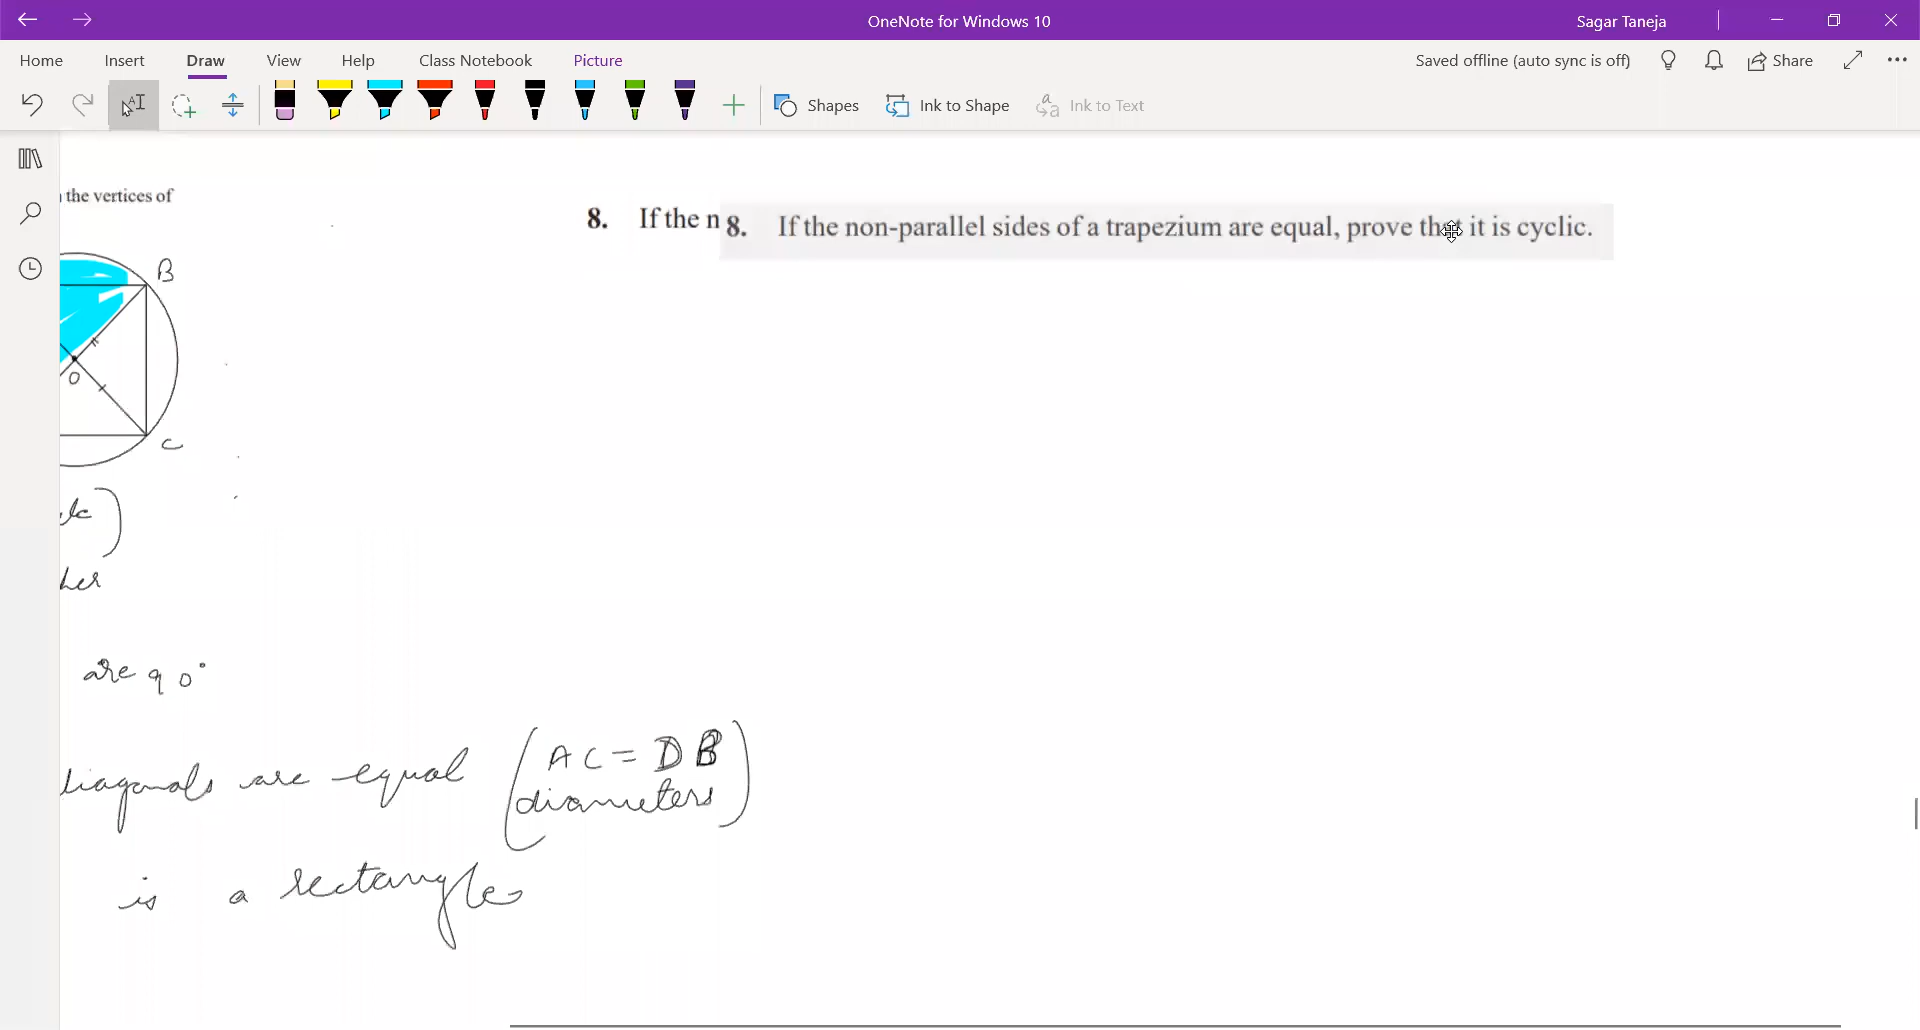 OneNote for Windows 10
Sagar Taneja
Home Insert Draw View Help Class Notebook Picture
Saved offline (auto sync is off) Share
Shapes Ink to Shape Ink to Text
the vertices of
8. If the n
8. If the non-parallel sides of a trapezium are equal, prove that it is cyclic.
B
O
C
her
are 90°
diagonals are equal (AC = DB
diameters)
is a rectangle